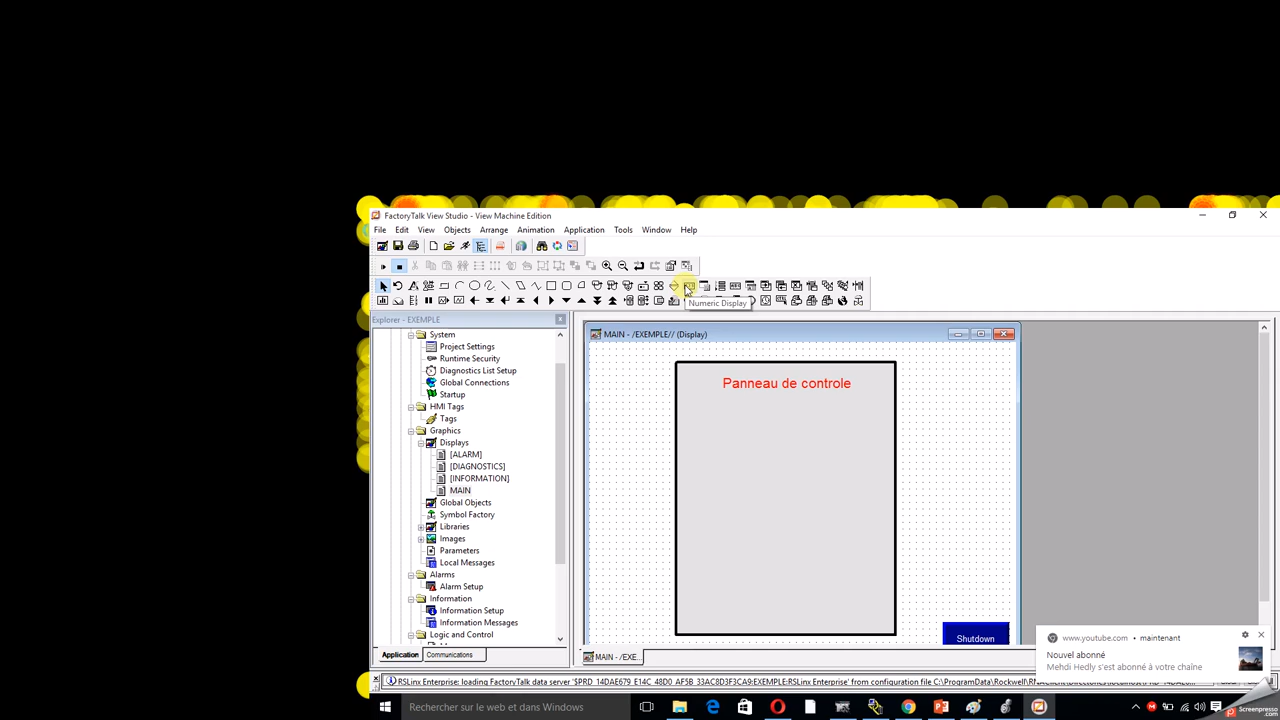 FactoryTalk View Studio - View Machine Edition
File Edit View Objects Arrange Animation Application Tools Window Help
Numeric Display
Explorer - EXEMPLE
System
Project Settings
Runtime Security
Diagnostics List Setup
Global Connections
Startup
HMI Tags
Tags
Graphics
Displays
[ALARM]
[DIAGNOSTICS]
[INFORMATION]
MAIN
Global Objects
Symbol Factory
Libraries
Images
Parameters
Local Messages
Alarms
Alarm Setup
Information
Information Setup
Information Messages
Logic and Control
Application Communications
MAIN - /EXEMPLE// (Display)
Panneau de controle
Shutdown
MAIN - /EXE...
www.youtube.com • maintenant
Nouvel abonné
Mehdi Hedly s'est abonné à votre chaîne
RSLinx Enterprise: loading FactoryTalk data server
from configuration file
Rechercher sur le web et dans Windows
Screenpresso
.com